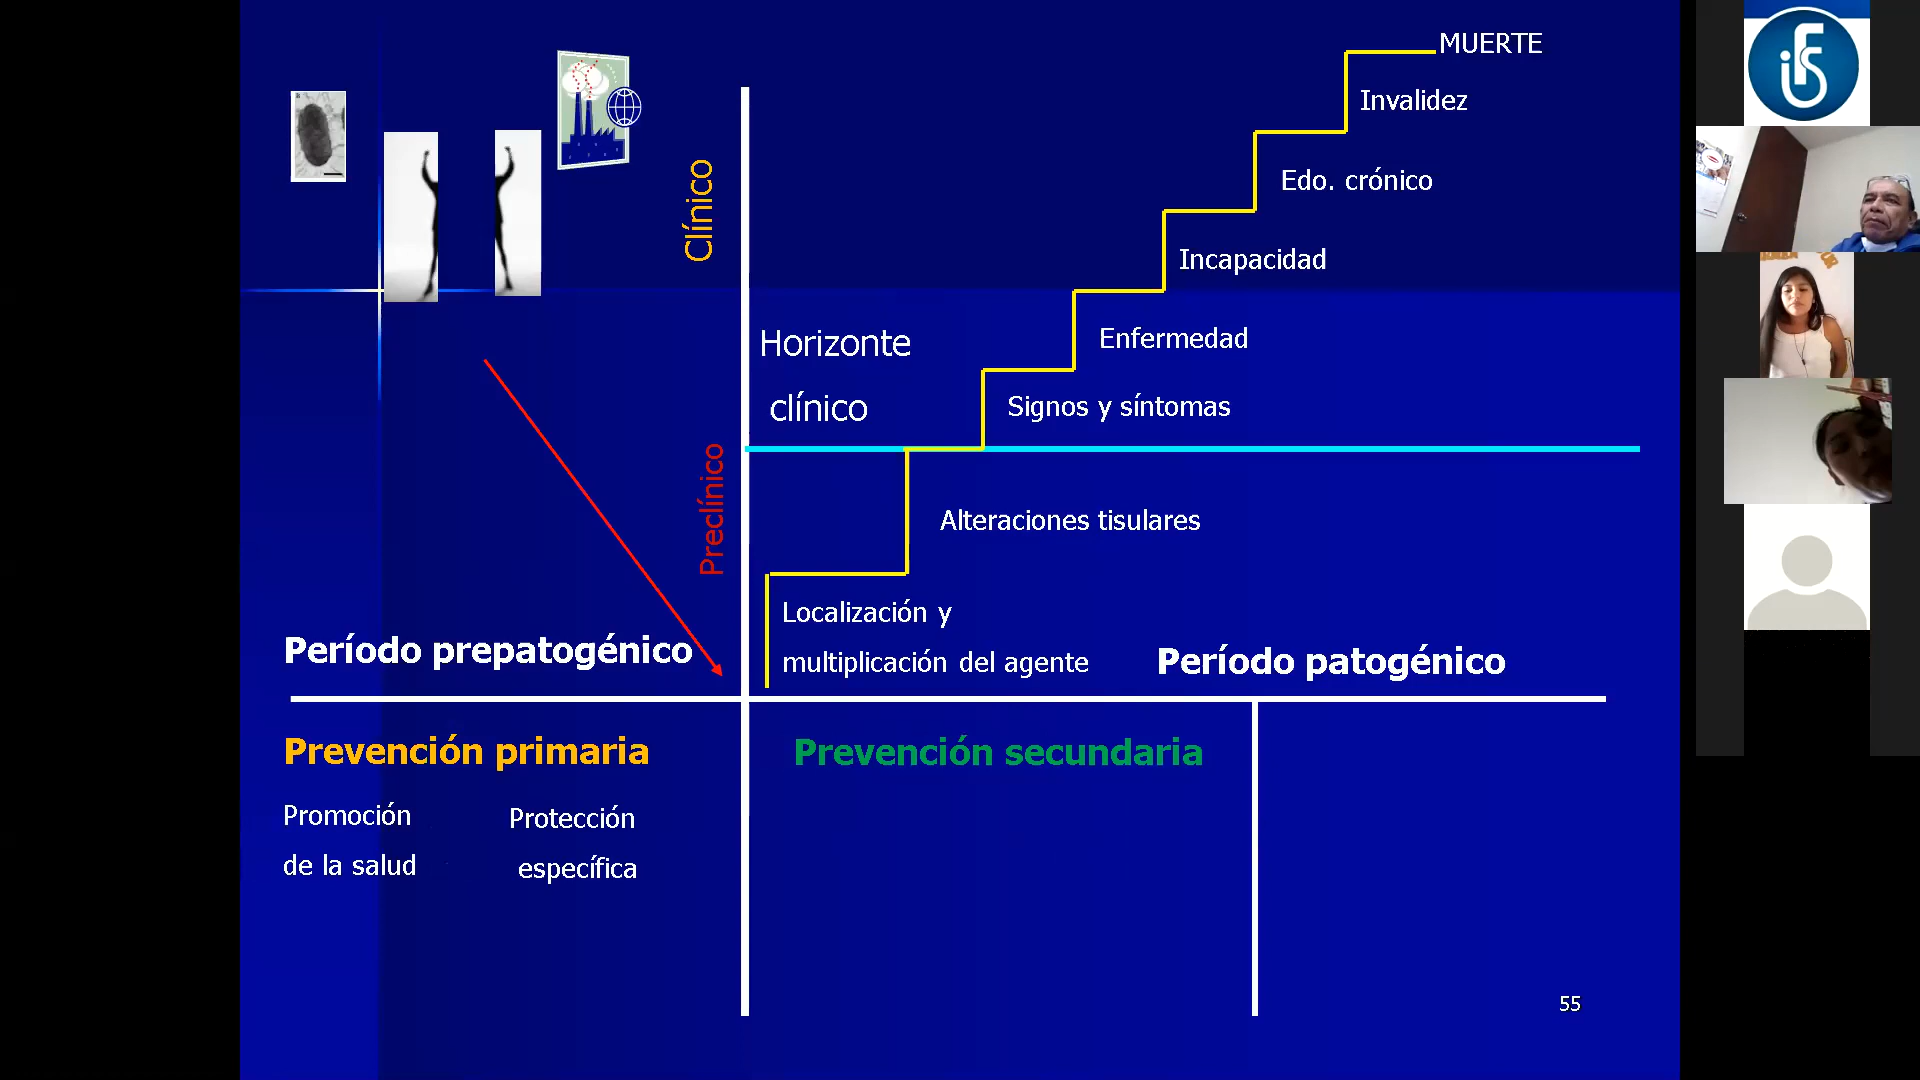 MUERTE
Invalidez
Edo. crónico
Incapacidad
Clínico
Enfermedad
Horizonte
clínico
Signos y síntomas
Preclínico
Alteraciones tisulares
Localización y
multiplicación del agente
Período prepatogénico
Período patogénico
Prevención primaria
Prevención secundaria
Promoción
de la salud
Protección
específica
55